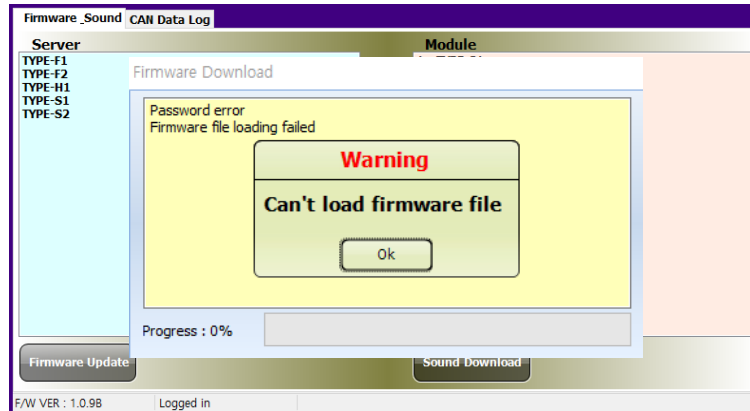 Firmware_Sound CAN Data Log
Server
Module
TYPE-F1
TYPE-F2
TYPE-H1
TYPE-S1
TYPE-S2
Firmware Download
Password error
Firmware file loading failed
Warning
Can't load firmware file
Ok
Progress : 0%
Firmware Update
Sound Download
F/W VER : 1.0.9B
Logged in